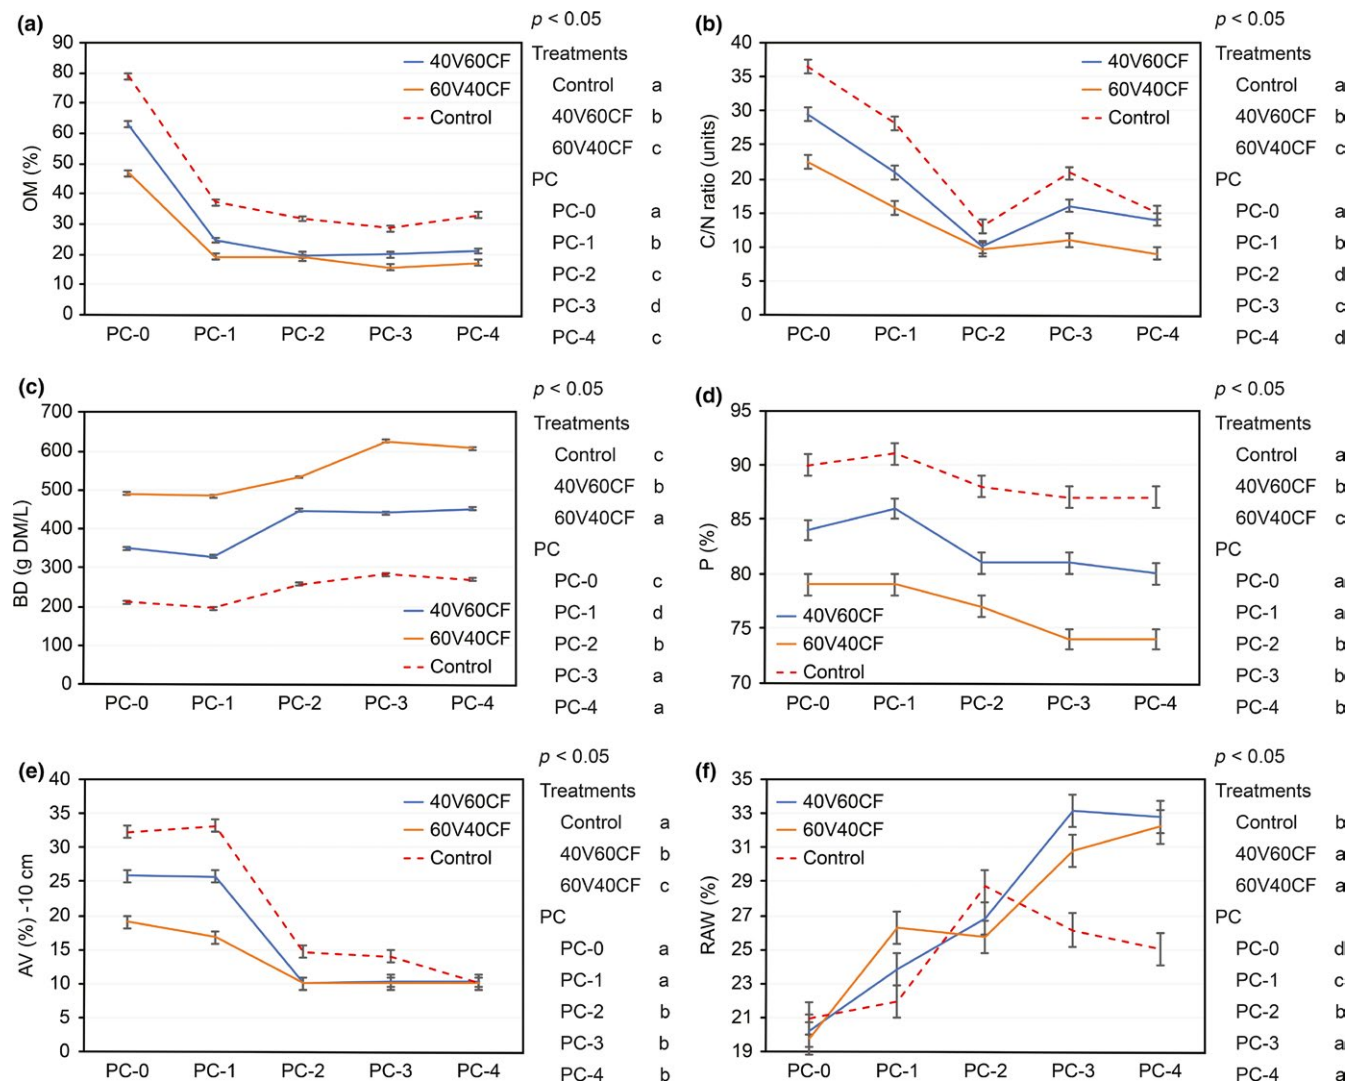 (a)
p < 0.05
OM (%)
90
80
70
60
50
40
30
20
10
0
40V60CF
60V40CF
Control
PC-0 PC-1 PC-2 PC-3 PC-4
Treatments
Control a
40V60CF b
60V40CF c
PC
PC-0 a
PC-1 b
PC-2 c
PC-3 d
PC-4 c
(b)
p < 0.05
C/N ratio (units)
40
35
30
25
20
15
10
5
0
40V60CF
60V40CF
Control
PC-0 PC-1 PC-2 PC-3 PC-4
Treatments
Control a
40V60CF b
60V40CF c
PC
PC-0 a
PC-1 b
PC-2 d
PC-3 c
PC-4 d
(c)
p < 0.05
BD (g DM/L)
700
600
500
400
300
200
100
0
40V60CF
60V40CF
Control
PC-0 PC-1 PC-2 PC-3 PC-4
Treatments
Control c
40V60CF b
60V40CF a
PC
PC-0 c
PC-1 d
PC-2 b
PC-3 a
PC-4 a
(d)
p < 0.05
P (%)
95
90
85
80
75
70
40V60CF
60V40CF
Control
PC-0 PC-1 PC-2 PC-3 PC-4
Treatments
Control a
40V60CF b
60V40CF c
PC
PC-0 a
PC-1 a
PC-2 b
PC-3 b
PC-4 b
(e)
p < 0.05
AV (%) -10 cm
40
35
30
25
20
15
10
5
0
40V60CF
60V40CF
Control
PC-0 PC-1 PC-2 PC-3 PC-4
Treatments
Control a
40V60CF b
60V40CF c
PC
PC-0 a
PC-1 a
PC-2 b
PC-3 b
PC-4 b
(f)
p < 0.05
RAW (%)
35
33
31
29
27
25
23
21
19
40V60CF
60V40CF
Control
PC-0 PC-1 PC-2 PC-3 PC-4
Treatments
Control b
40V60CF a
60V40CF a
PC
PC-0 d
PC-1 c
PC-2 b
PC-3 a
PC-4 a